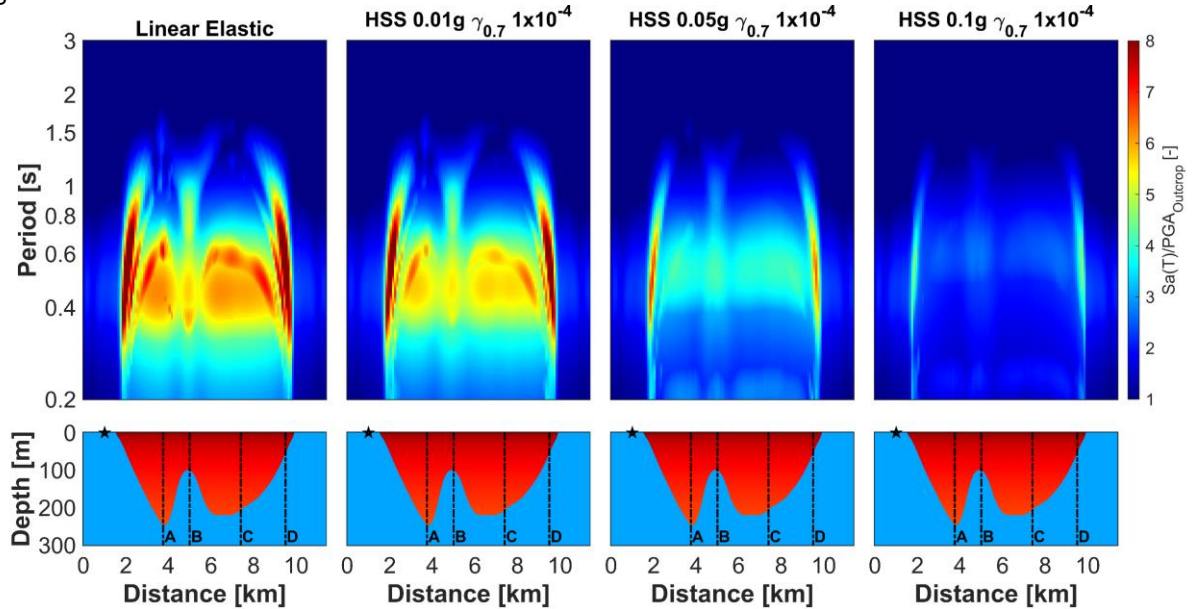 Linear Elastic
HSS 0.01g γ0.7 1x10-4
HSS 0.05g γ0.7 1x10-4
HSS 0.1g γ0.7 1x10-4
Period [s]
3
2
1.5
1
0.8
0.6
0.4
0.2
8
7
6
5
4
3
2
1
Sa(T)/PGAOutcrop [-]
Depth [m]
0
100
200
300
A B C D
A B C D
A B C D
A B C D
0 2 4 6 8 10
0 2 4 6 8 10
0 2 4 6 8 10
0 2 4 6 8 10
Distance [km]
Distance [km]
Distance [km]
Distance [km]